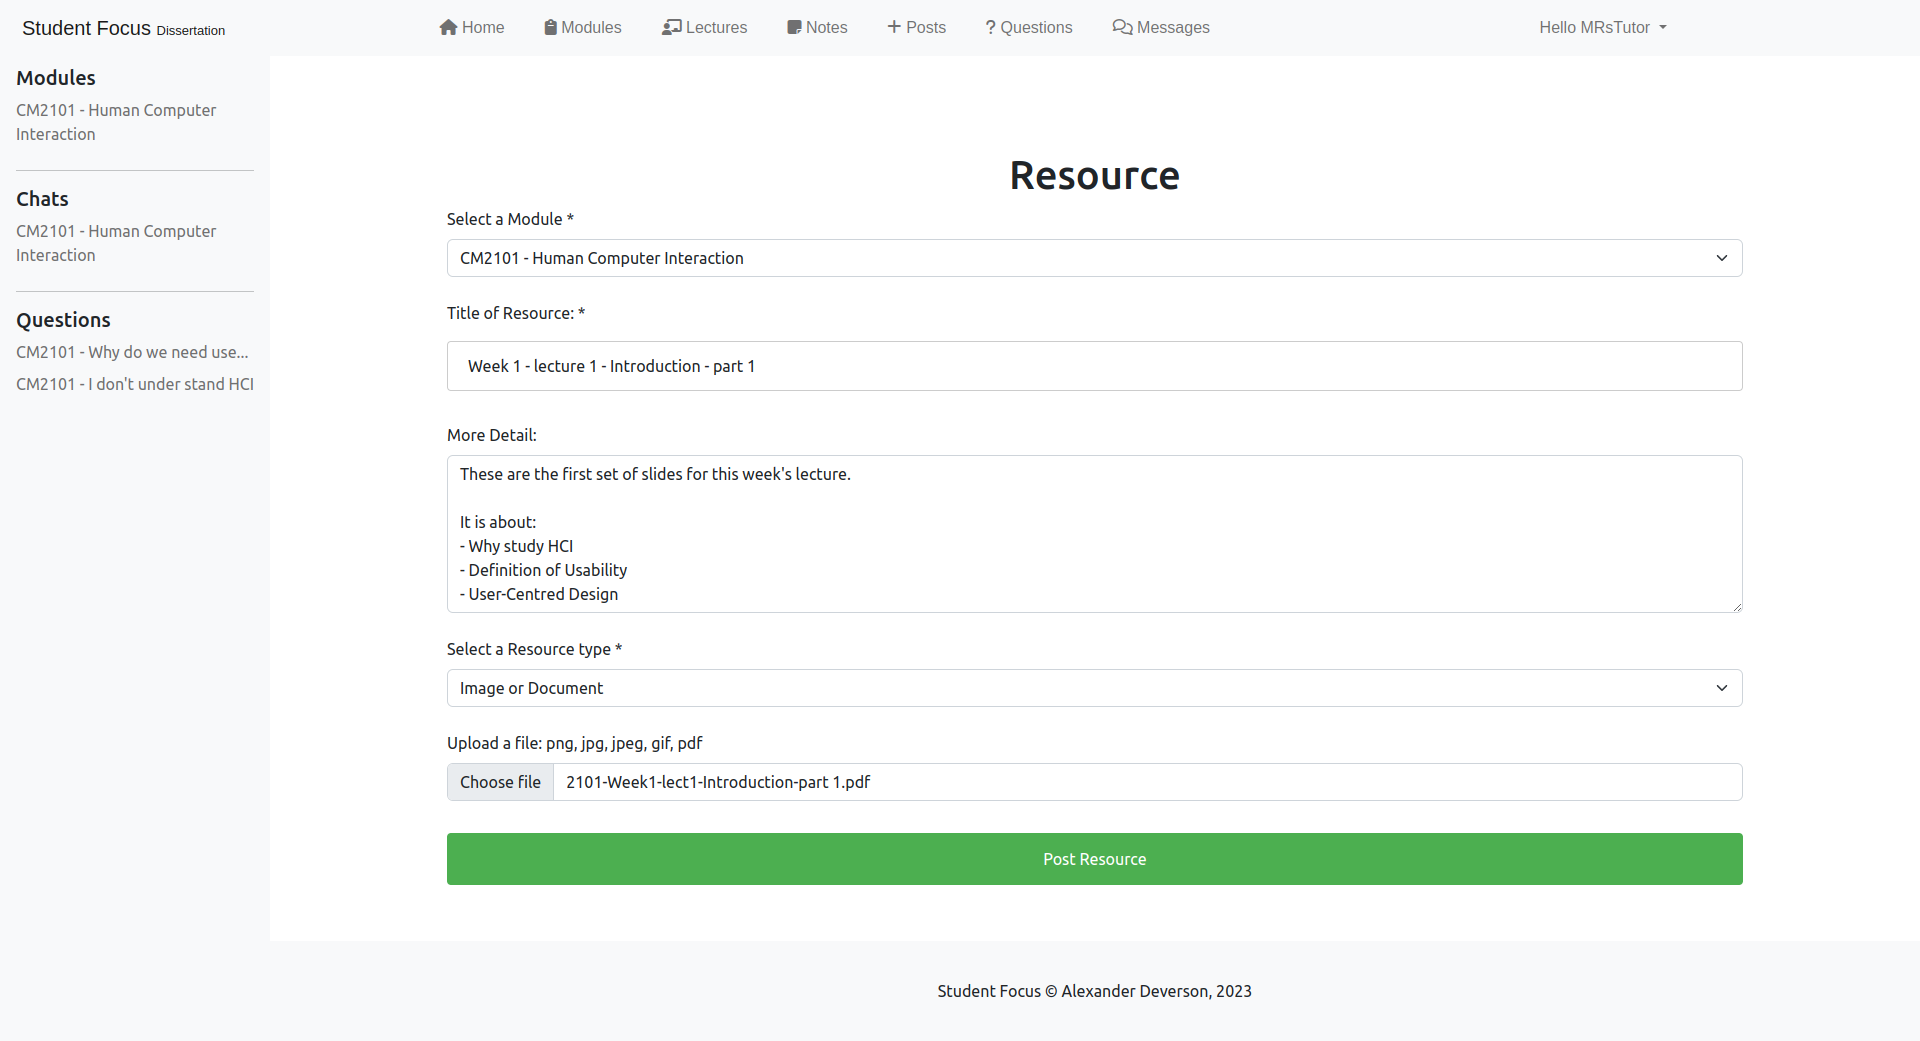 Student Focus Dissertation
Home
Modules
Lectures
Notes
Posts
Questions
Messages
Hello MRsTutor
Modules
CM2101 - Human Computer
Interaction
Chats
CM2101 - Human Computer
Interaction
Questions
CM2101 - Why do we need use...
CM2101 - I don't under stand HCI
Resource
Select a Module *
CM2101 - Human Computer Interaction
Title of Resource: *
Week 1 - lecture 1 - Introduction - part 1
More Detail:
These are the first set of slides for this week's lecture.
It is about:
- Why study HCI
- Definition of Usability
- User-Centred Design
Select a Resource type *
Image or Document
Upload a file: png, jpg, jpeg, gif, pdf
Choose file
2101-Week1-lect1-Introduction-part 1.pdf
Post Resource
Student Focus © Alexander Deverson, 2023